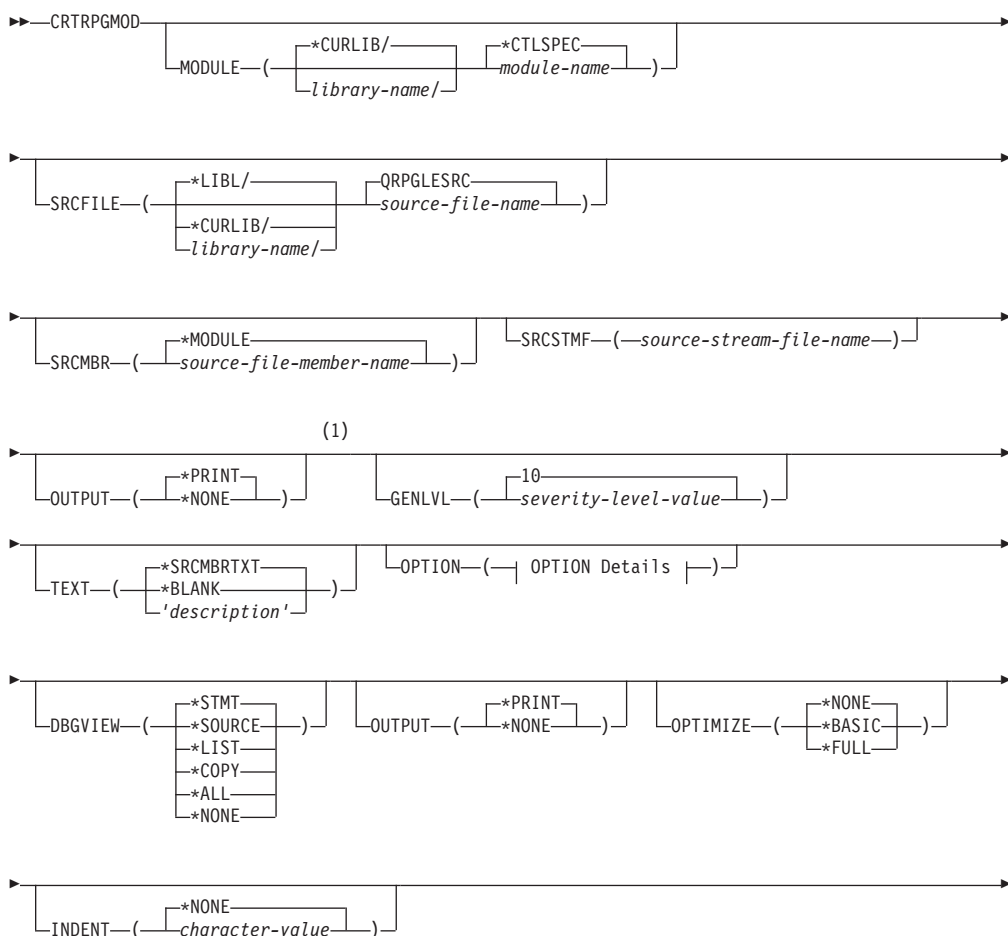 CRTRPGMOD
*CURLIB/ *CTLSPEC
MODULE ( module-name )
library-name/
*LIBL/ QRPGLESRC
SRCFILE ( source-file-name )
*CURLIB/
library-name/
*MODULE SRCSTMF ( source-stream-file-name )
SRCMBR ( source-file-member-name )
(1)
*PRINT 10
OUTPUT ( *NONE ) GENLVL ( severity-level-value )
*SRCMBRTXT OPTION ( OPTION Details )
TEXT ( *BLANK )
'description'
*STMT *PRINT *NONE
DBGVIEW ( *SOURCE ) OUTPUT ( *NONE ) OPTIMIZE ( *BASIC )
*LIST *FULL
*COPY
*ALL
*NONE
*NONE
INDENT ( character-value )